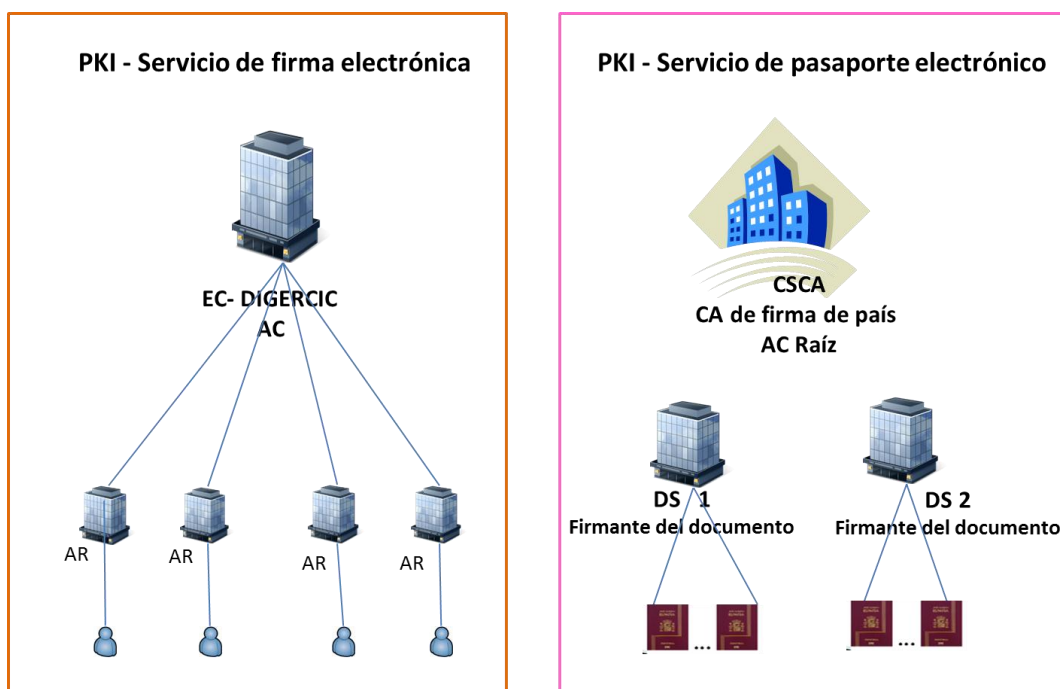 PKI - Servicio de firma electrónica
EC- DIGERCIC
AC
AR
AR
AR
AR
PKI - Servicio de pasaporte electrónico
CSCA
CA de firma de país
AC Raíz
DS 1
Firmante del documento
DS 2
Firmante del documento
...
...